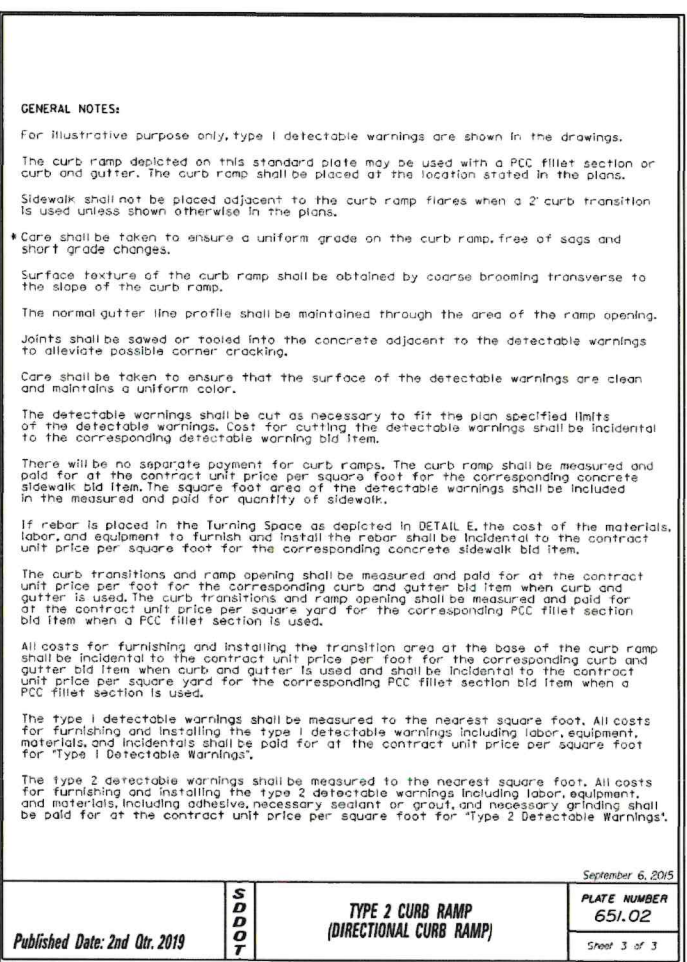 GENERAL NOTES:
For illustrative purpose only, type 1 detectable warnings are shown in the drawings.
The curb ramp depicted on this standard plate may be used with a PCC fillet section or
curb and gutter. The curb ramp shall be placed at the location stated in the plans.
Sidewalk shall not be placed adjacent to the curb ramp flares when a 2' curb transition
is used unless shown otherwise in the plans.
* Care shall be taken to ensure a uniform grade on the curb ramp, free of sags and
short grade changes.
Surface texture of the curb ramp shall be obtained by coarse brooming transverse to
the slope of the curb ramp.
The normal gutter line profile shall be maintained through the area of the ramp opening.
Joints shall be sawed or tooled into the concrete adjacent to the detectable warnings
to alleviate possible corner cracking.
Care shall be taken to ensure that the surface of the detectable warnings are clean
and maintains a uniform color.
The detectable warnings shall be cut as necessary to fit the plan specified limits
of the detectable warnings. Cost for cutting the detectable warnings shall be incidental
to the corresponding detectable warning bid item.
There will be no separate payment for curb ramps. The curb ramp shall be measured and
paid for at the contract unit price per square foot for the corresponding concrete
sidewalk bid item. The square foot area of the detectable warnings shall be included
in the measured and paid for quantity of sidewalk.
If rebar is placed in the Turning Space as depicted in DETAIL E, the cost of the materials,
labor, and equipment to furnish and install the rebar shall be incidental to the contract
unit price per square foot for the corresponding concrete sidewalk bid item.
The curb transitions and ramp opening shall be measured and paid for at the contract
unit price per foot for the corresponding curb and gutter bid item when curb and
gutter is used. The curb transitions and ramp opening shall be measured and paid for
at the contract unit price per square yard for the corresponding PCC fillet section
bid item when a PCC fillet section is used.
All costs for furnishing and installing the transition area at the base of the curb ramp
shall be incidental to the contract unit price per foot for the corresponding curb and
gutter bid item when curb and gutter is used and shall be incidental to the contract
unit price per square yard for the corresponding PCC fillet section bid item when a
PCC fillet section is used.
The type 1 detectable warnings shall be measured to the nearest square foot. All costs
for furnishing and installing the type 1 detectable warnings including labor, equipment,
materials, and incidentals shall be paid for at the contract unit price per square foot
for "Type 1 Detectable Warnings".
The type 2 detectable warnings shall be measured to the nearest square foot. All costs
for furnishing and installing the type 2 detectable warnings including labor, equipment,
and materials, including adhesive, necessary sealant or grout, and necessary grinding shall
be paid for at the contract unit price per square foot for "Type 2 Detectable Warnings".
September 6, 2015
Published Date: 2nd Qtr. 2019
S
D
D
O
T
TYPE 2 CURB RAMP
(DIRECTIONAL CURB RAMP)
PLATE NUMBER
651.02
Sheet 3 of 3